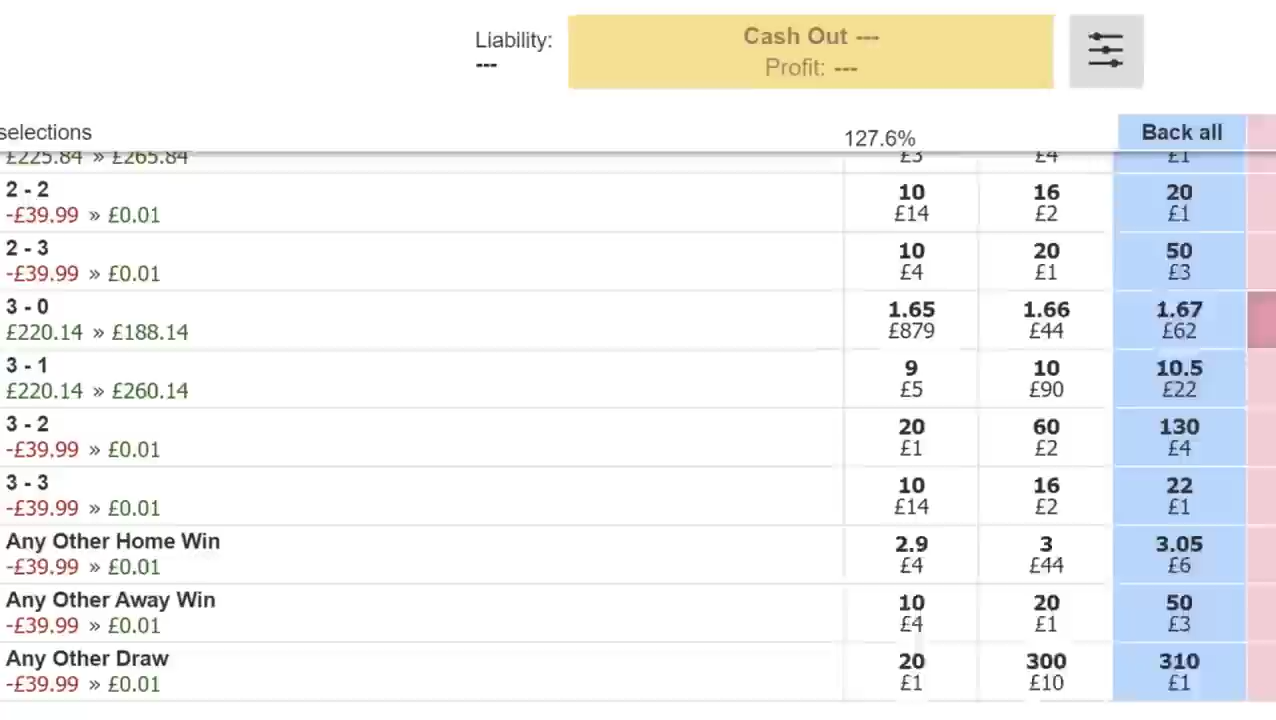 Liability:
---
Cash Out ---
Profit: ---
selections 127.6% Back all
£225.84 » £265.84 £3 £4 £1
2 - 2 10 16 20
-£39.99 » £0.01 £14 £2 £1
2 - 3 10 20 50
-£39.99 » £0.01 £4 £1 £3
3 - 0 1.65 1.66 1.67
£220.14 » £188.14 £879 £44 £62
3 - 1 9 10 10.5
£220.14 » £260.14 £5 £90 £22
3 - 2 20 60 130
-£39.99 » £0.01 £1 £2 £4
3 - 3 10 16 22
-£39.99 » £0.01 £14 £2 £1
Any Other Home Win 2.9 3 3.05
-£39.99 » £0.01 £4 £44 £6
Any Other Away Win 10 20 50
-£39.99 » £0.01 £4 £1 £3
Any Other Draw 20 300 310
-£39.99 » £0.01 £1 £10 £1